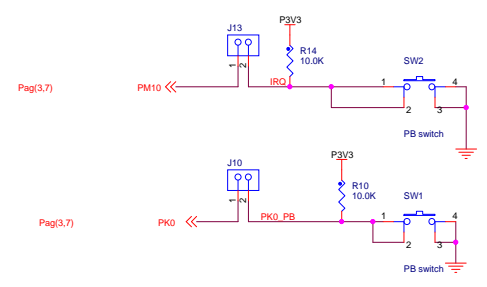 P3V3
J13
R14
10.0K
SW2
1
2
IRQ
1
4
Pag(3,7)
PM10
2
3
PB switch
P3V3
J10
R10
10.0K
SW1
1
2
PK0_PB
1
4
Pag(3,7)
PK0
2
3
PB switch